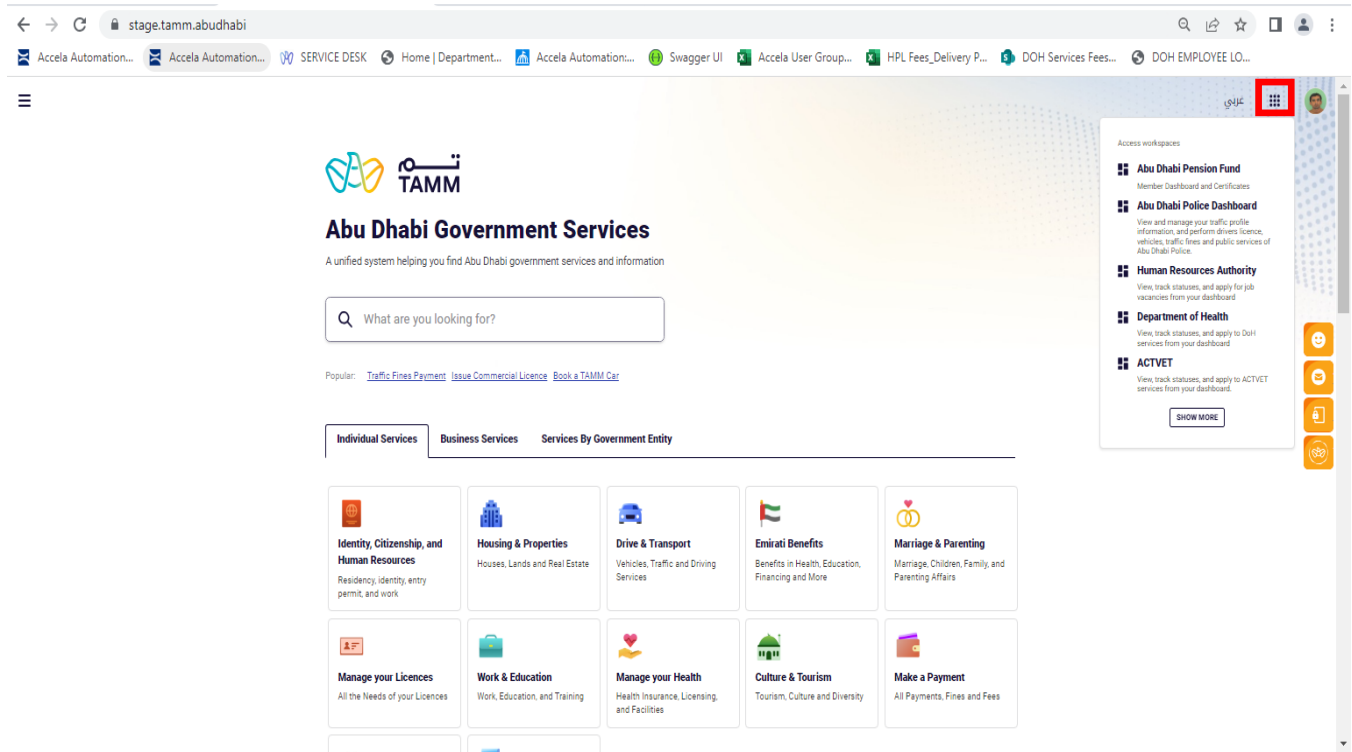 stage.tamm.abudhabi
Accela Automation... Accela Automation... SERVICE DESK Home | Department... Accela Autom​ation:... Swagger UI Accela User Group... HPL Fees_Delivery P... DOH Services Fees... DOH EMPLOYEE LO...
عربي
Access workspaces
Abu Dhabi Pension Fund
Member Dashboard and Certificates
Abu Dhabi Police Dashboard
View and manage your traffic profile
information, and perform drivers licence,
vehicles, traffic fines and public services of
Abu Dhabi Police.
Human Resources Authority
View, track statuses, and apply for job
vacancies from your dashboard
Department of Health
View, track statuses, and apply to DoH
services from your dashboard
ACTVET
View, track statuses, and apply to ACTVET
services from your dashboard.
SHOW MORE
تـم
TAMM
Abu Dhabi Government Services
A unified system helping you find Abu Dhabi government services and information
What are you looking for?
Popular: Traffic Fines Payment Issue Commercial Licence Book a TAMM Car
Individual Services Business Services Services By Government Entity
Identity, Citizenship, and
Human Resources
Residency, identity, entry
permit, and work
Housing & Properties
Houses, Lands and Real Estate
Drive & Transport
Vehicles, Traffic and Driving
Services
Emirati Benefits
Benefits in Health, Education,
Financing and More
Marriage & Parenting
Marriage, Children, Family, and
Parenting Affairs
Manage your Licences
All the Needs of your Licences
Work & Education
Work, Education, and Training
Manage your Health
Health Insurance, Licensing,
and Facilities
Culture & Tourism
Tourism, Culture and Diversity
Make a Payment
All Payments, Fines and Fees